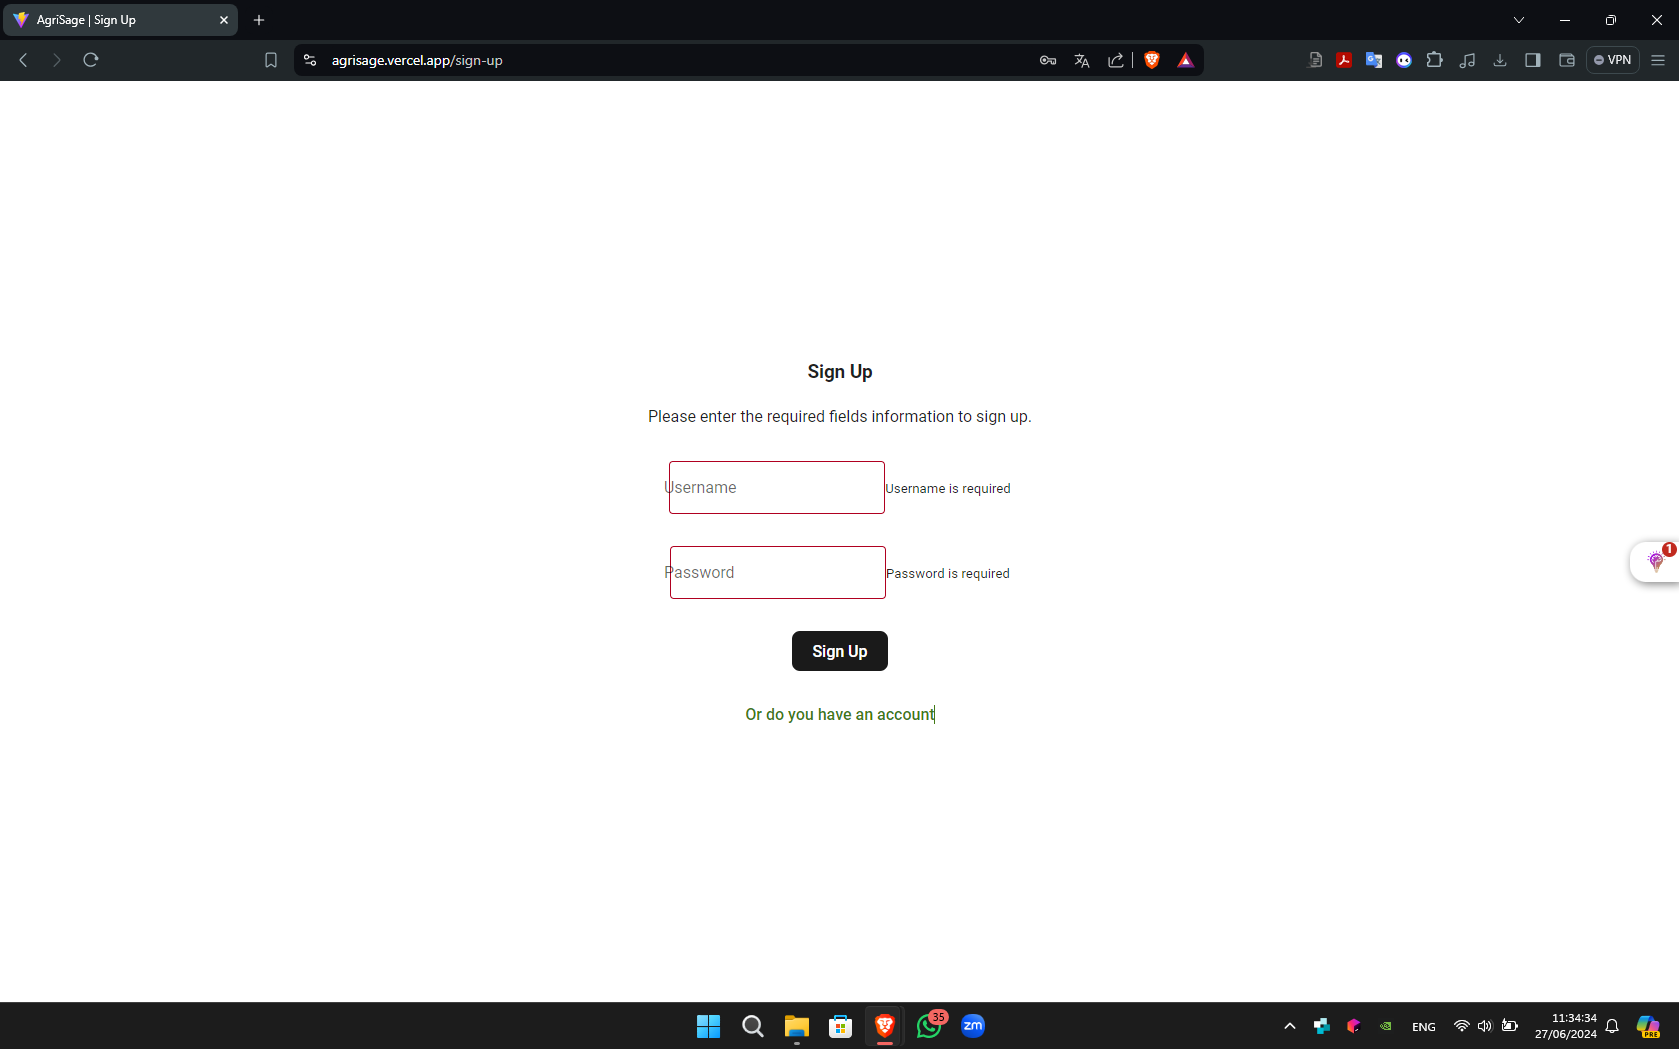 AgriSage | Sign Up
agrisage.vercel.app/sign-up
VPN
Sign Up
Please enter the required fields information to sign up.
Username
Username is required
Password
Password is required
1
Sign Up
Or do you have an account
35
zm
ENG
11:34:34
27/06/2024
PRE